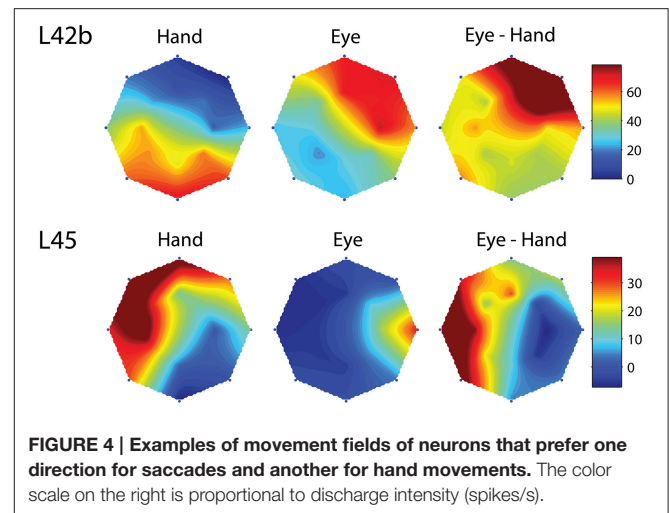 L42b
Hand Eye Eye - Hand
60
40
20
0
L45
Hand Eye Eye - Hand
30
20
10
0
FIGURE 4 | Examples of movement fields of neurons that prefer one
direction for saccades and another for hand movements. The color
scale on the right is proportional to discharge intensity (spikes/s).